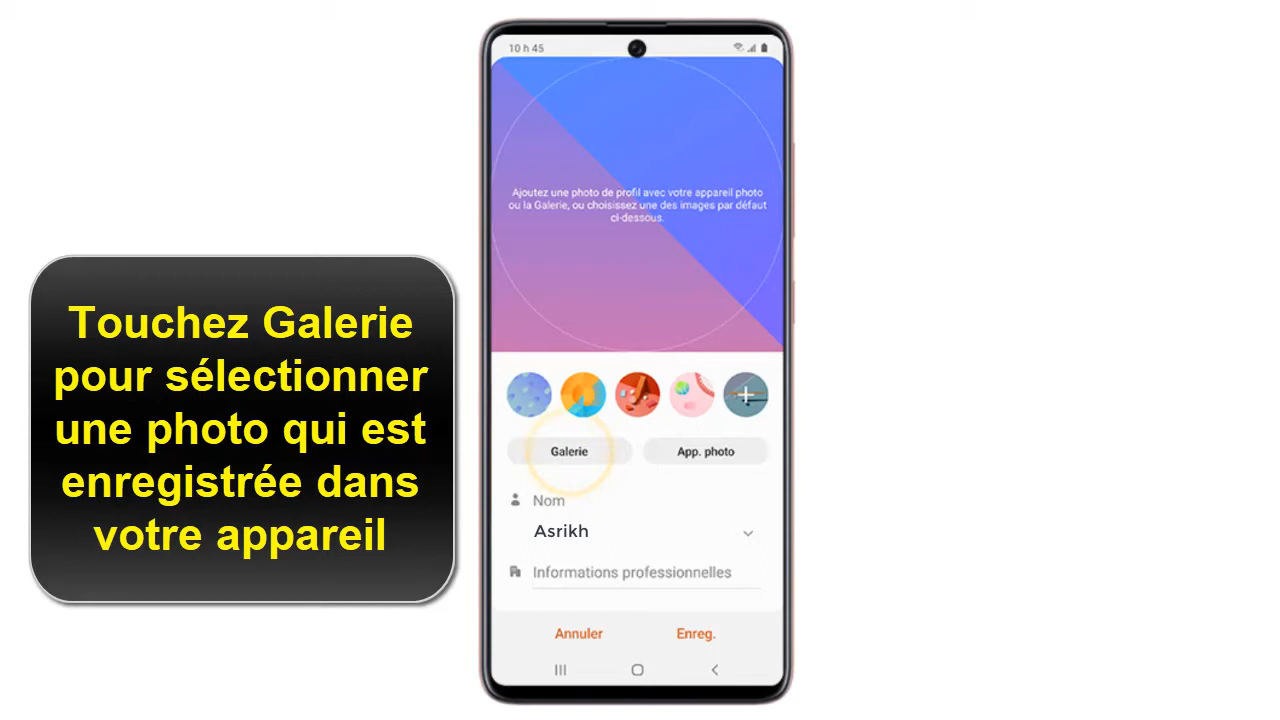 10 h 45
Ajoutez une photo de profil avec votre appareil photo
ou la Galerie, ou choisissez une des images par défaut
ci-dessous.
Touchez Galerie
pour sélectionner
une photo qui est
enregistrée dans
votre appareil
Galerie
App. photo
Nom
Asrikh
Informations professionnelles
Annuler
Enreg.